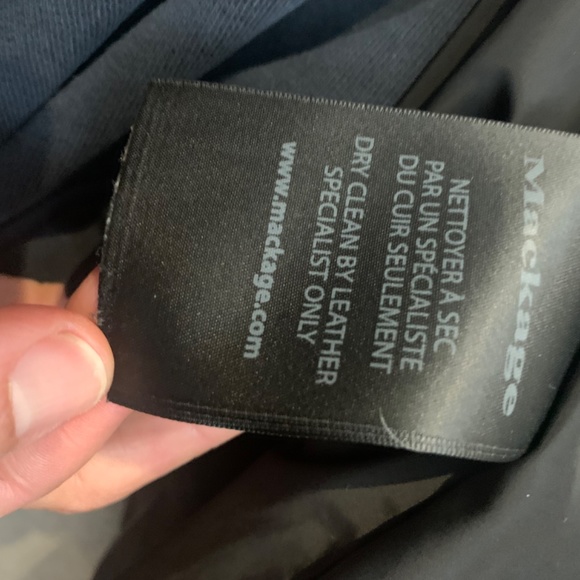 Mackage
NETTOYER À SEC
PAR UN SPÉCIALISTE
DU CUIR SEULEMENT
DRY CLEAN BY LEATHER
SPECIALIST ONLY
www.mackage.com